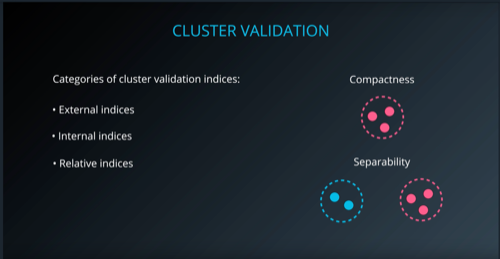 CLUSTER VALIDATION
Categories of cluster validation indices:
• External indices
• Internal indices
• Relative indices
Compactness
Separability